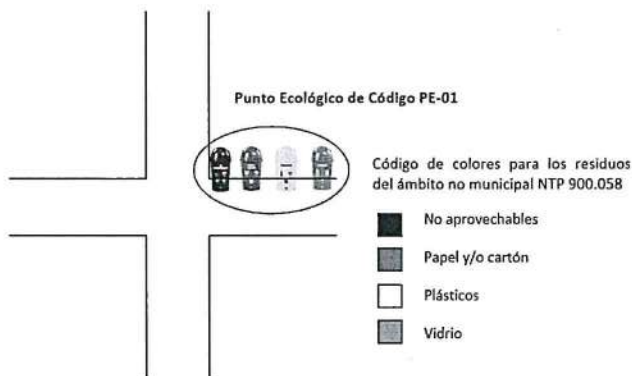 Punto Ecológico de Código PE-01
Código de colores para los residuos
del ámbito no municipal NTP 900.058
No aprovechables
Papel y/o cartón
Plásticos
Vidrio